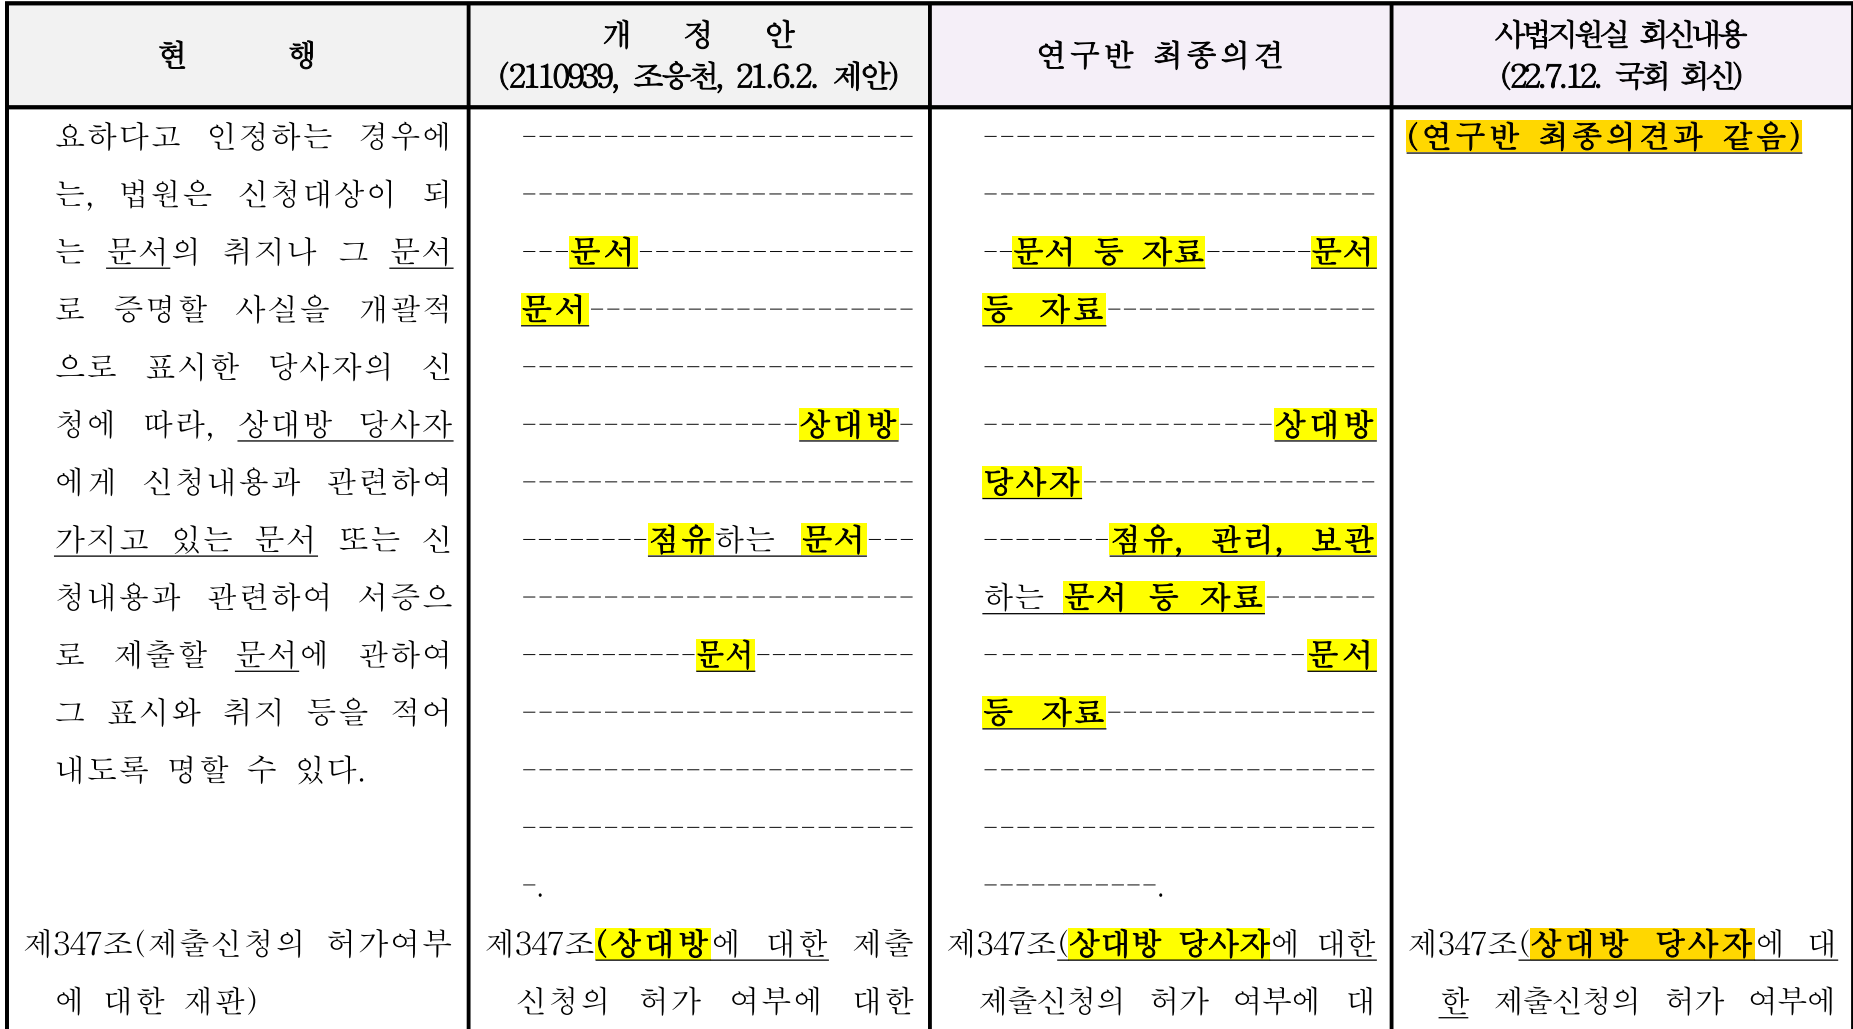 현 행
개 정 안
(2110939, 조응천, 21.6.2. 제안)
연구반 최종의견
사법지원실 회신내용
(22.7.12. 국회 회신)
요하다고 인정하는 경우에
는, 법원은 신청대상이 되
는 문서의 취지나 그 문서
로 증명할 사실을 개괄적
으로 표시한 당사자의 신
청에 따라, 상대방 당사자
에게 신청내용과 관련하여
가지고 있는 문서 또는 신
청내용과 관련하여 서증으
로 제출할 문서에 관하여
그 표시와 취지 등을 적어
내도록 명할 수 있다.
제347조(제출신청의 허가여부
에 대한 재판)
------------------------
------------------------
---문서-----------------
문서--------------------
------------------------
-----------------상대방-
------------------------
--------점유하는 문서---
------------------------
-----------문서----------
------------------------
------------------------
------------------------
-.
제347조(상대방에 대한 제출
신청의 허가 여부에 대한
------------------------
------------------------
--문서 등 자료------문서
등 자료-----------------
------------------------
------------------상대방
당사자------------------
--------점유, 관리, 보관
하는 문서 등 자료-------
--------------------문서
등 자료-----------------
------------------------
------------------------
-----------.
제347조(상대방 당사자에 대한
제출신청의 허가 여부에 대
(연구반 최종의견과 같음)
제347조(상대방 당사자에 대
한 제출신청의 허가 여부에